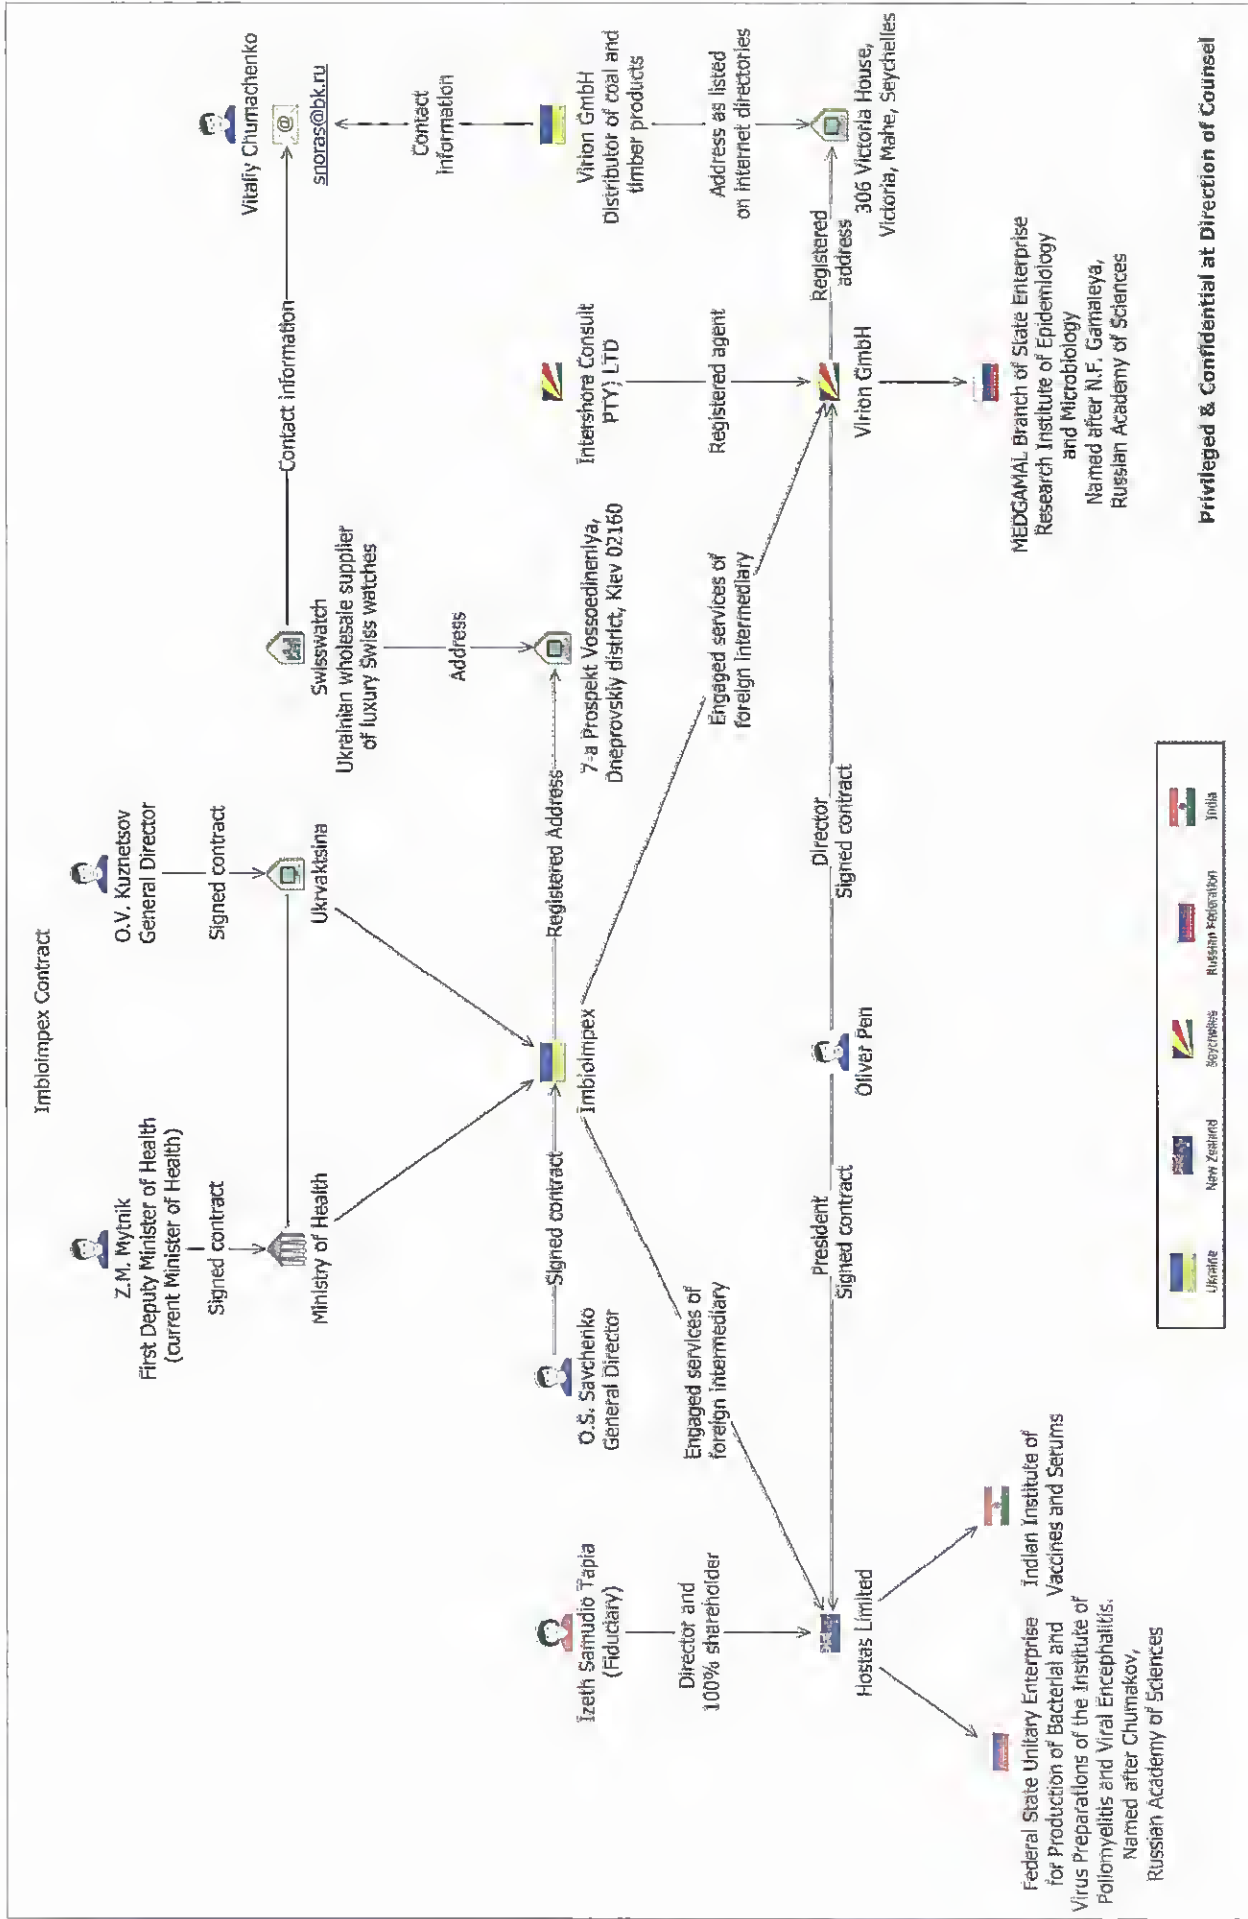 Imbioimpex Contract
Z.M. Mytnik
First Deputy Minister of Health
(current Minister of Health)
Signed contract
Ministry of Health
O.V. Kuznetsov
General Director
Signed contract
Ukrvaktsina
Swisswatch
Ukrainian wholesale supplier
of luxury Swiss watches
Contact information
Vitaliy Chumachenko
@
snoras@bk.ru
Contact
Information
Address
Izeth Samudio Tapia
(Fiduciary)
Director and
100% shareholder
O.S. Savchenko
General Director
Signed contract
Imbioimpex
Registered Address
7-a Prospekt Vossoedineniya,
Dneprovskiy district, Kiev 02160
Intershore Consult
PTY) LTD
Registered agent
Virion GmbH
Distributor of coal and
timber products
Address as listed
on internet directories
Engaged services of
foreign intermediary
Engaged services of
foreign intermediary
Hostas Limited
President
Signed contract
Oliver Pen
Director
Signed contract
Virion GmbH
Registered
address
306 Victoria House,
Victoria, Mahe, Seychelles
Federal State Unitary Enterprise
for Production of Bacterial and
Virus Preparations of the Institute of
Poliomyelitis and Viral Encephalitis.
Named after Chumakov,
Russian Academy of Sciences
Indian Institute of
Vaccines and Serums
MEDGAMAL Branch of State Enterprise
Research Institute of Epidemiology
and Microbiology
Named after N.F. Gamaleya,
Russian Academy of Sciences
Ukraine
New Zealand
Seychelles
Russian Federation
India
Privileged & Confidential at Direction of Counsel